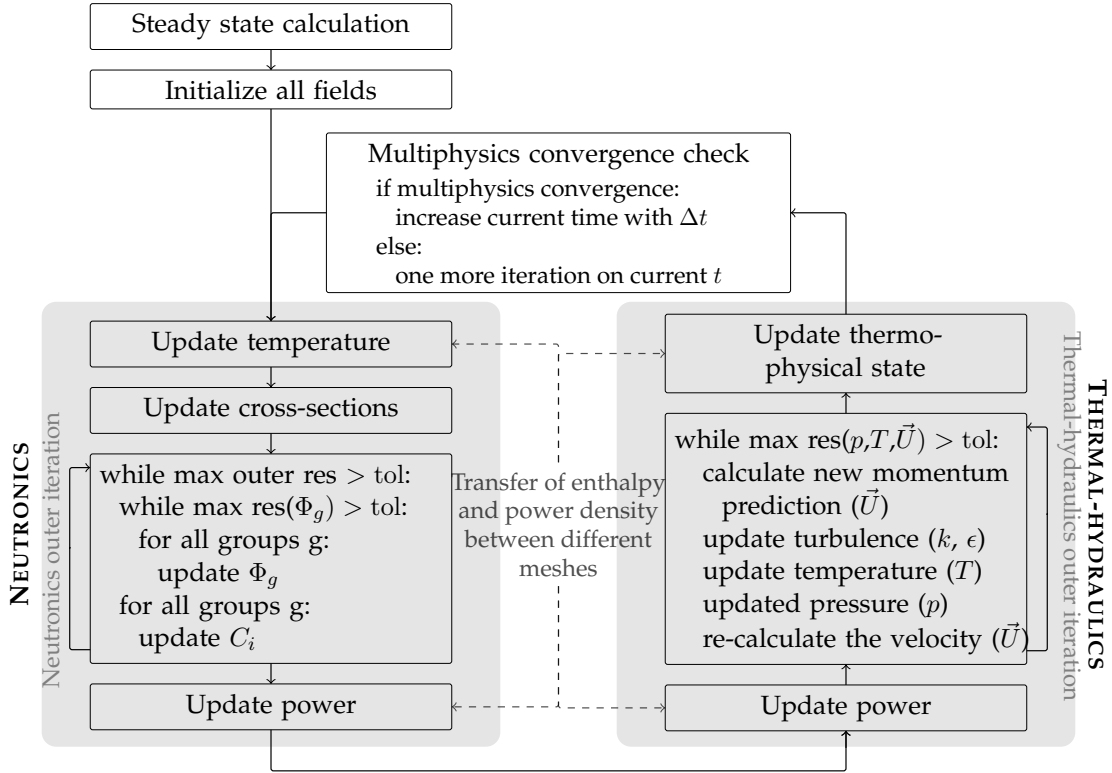 Steady state calculation
Initialize all fields
Multiphysics convergence check
if multiphysics convergence:
increase current time with Δt
else:
one more iteration on current t
NEUTRONICS
Neutronics outer iteration
Update temperature
Update cross-sections
while max outer res > tol:
while max res(Φ_g) > tol:
for all groups g:
update Φ_g
for all groups g:
update C_i
Update power
Transfer of enthalpy
and power density
between different
meshes
Update thermo-
physical state
while max res(p,T,U⃗) > tol:
calculate new momentum
prediction (U⃗)
update turbulence (k, ϵ)
update temperature (T)
updated pressure (p)
re-calculate the velocity (U⃗)
Update power
Thermal-hydraulics outer iteration
THERMAL-HYDRAULICS